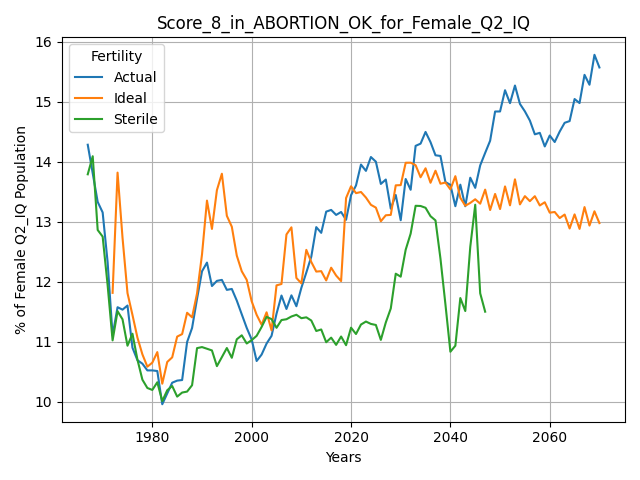 Score_8_in_ABORTION_OK_for_Female_Q2_IQ
Fertility
Actual
Ideal
Sterile
% of Female Q2_IQ Population
16
15
14
13
12
11
10
1980
2000
2020
2040
2060
Years